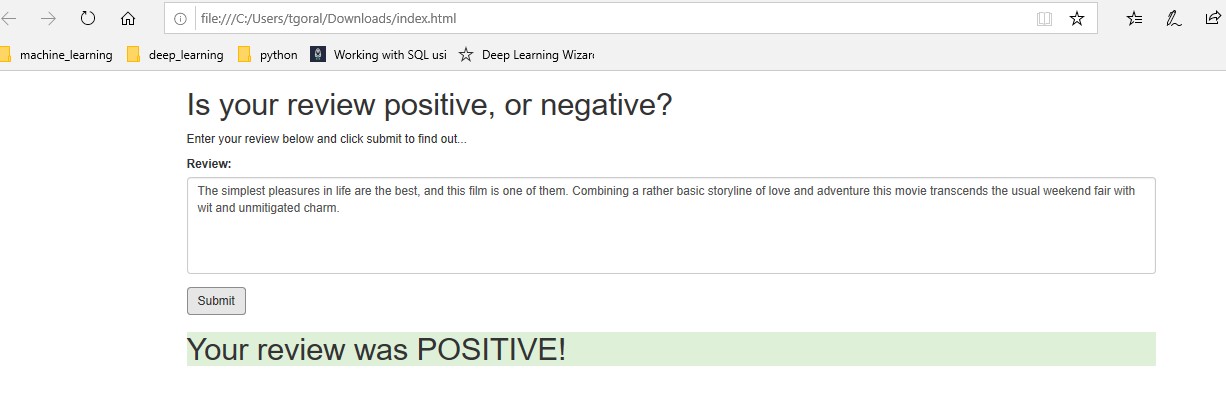 file:///C:/Users/tgoral/Downloads/index.html
machine_learning deep_learning python Working with SQL usi Deep Learning Wizar
Is your review positive, or negative?
Enter your review below and click submit to find out...
Review:
The simplest pleasures in life are the best, and this film is one of them. Combining a rather basic storyline of love and adventure this movie transcends the usual weekend fair with
wit and unmitigated charm.
Submit
Your review was POSITIVE!